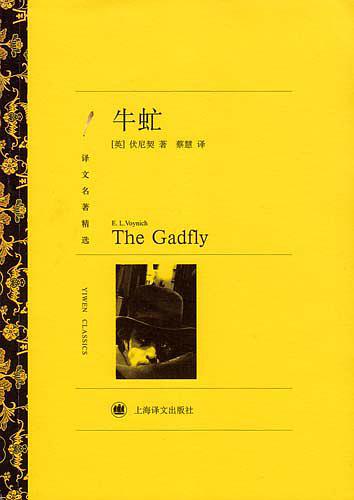 牛虻
[英] 伏尼契 著 蔡慧 译
译文名著精选
YIWEN CLASSICS
E. L. Voynich
The Gadfly
上海译文出版社